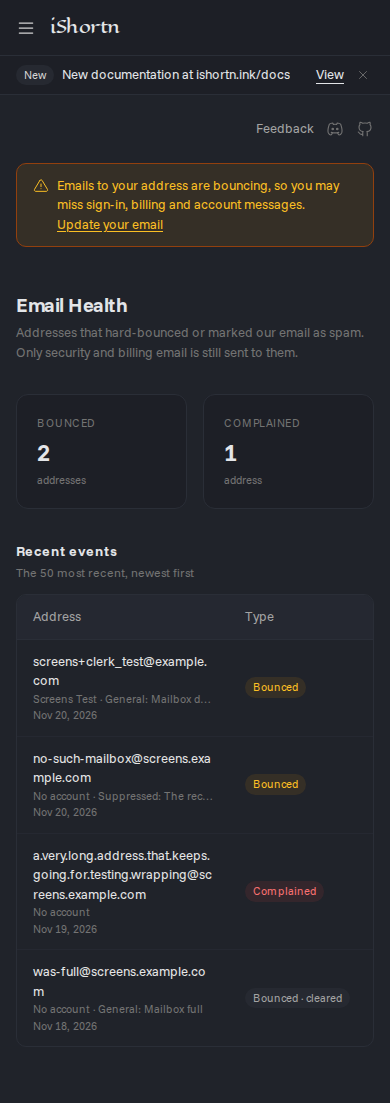 iShortn
New New documentation at ishortn.ink/docs View
Feedback
Emails to your address are bouncing, so you may
miss sign-in, billing and account messages.
Update your email
Email Health
Addresses that hard-bounced or marked our email as spam.
Only security and billing email is still sent to them.
BOUNCED
2
addresses
COMPLAINED
1
address
Recent events
The 50 most recent, newest first
Address Type
screens+clerk_test@example.
com
Screens Test · General: Mailbox d...
Nov 20, 2026
Bounced
no-such-mailbox@screens.exa
mple.com
No account · Suppressed: The rec...
Nov 20, 2026
Bounced
a.very.long.address.that.keeps.
going.for.testing.wrapping@sc
reens.example.com
No account
Nov 19, 2026
Complained
was-full@screens.example.co
m
No account · General: Mailbox full
Nov 18, 2026
Bounced · cleared